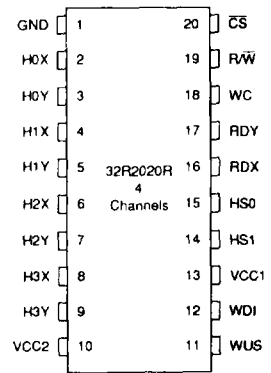 GND 1 20 C̅S̅
H0X 2 19 R/W̅
H0Y 3 18 WC
H1X 4 17 RDY
H1Y 5 16 RDX
32R2020R
4
Channels
H2X 6 15 HS0
H2Y 7 14 HS1
H3X 8 13 VCC1
H3Y 9 12 WDI
VCC2 10 11 WUS